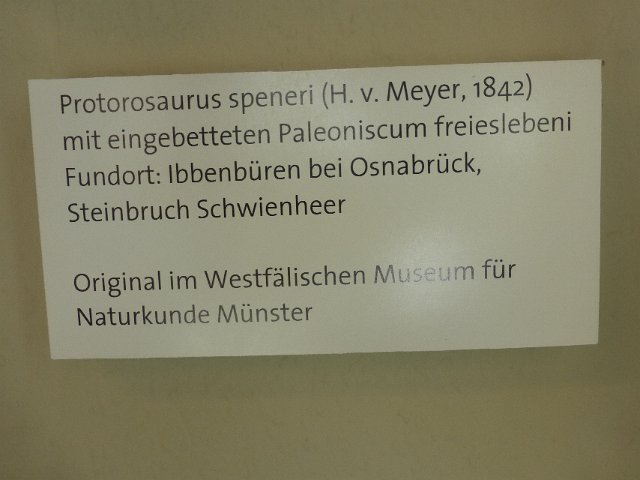 Protorosaurus speneri (H. v. Meyer, 1842)
mit eingebetteten Paleoniscum freieslebeni
Fundort: Ibbenbüren bei Osnabrück,
Steinbruch Schwienheer
Original im Westfälischen Museum für
Naturkunde Münster